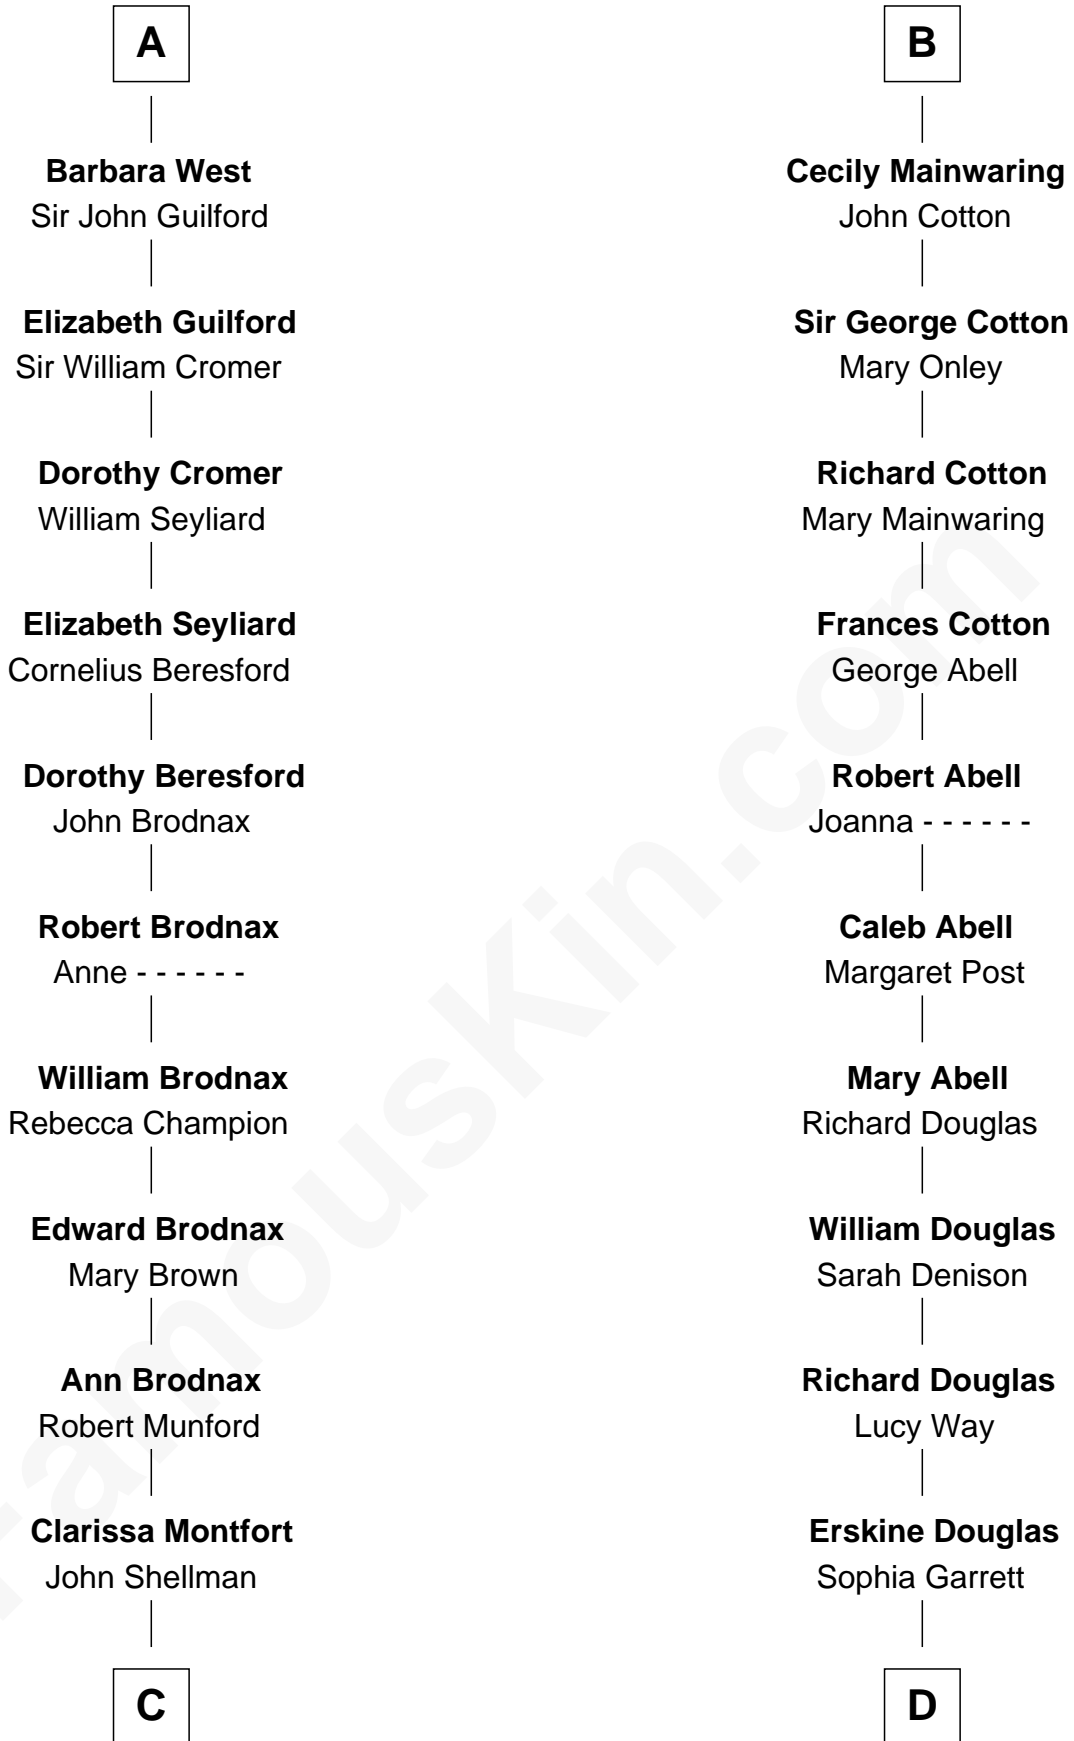 A
Barbara West
Sir John Guilford
Elizabeth Guilford
Sir William Cromer
Dorothy Cromer
William Seyliard
Elizabeth Seyliard
Cornelius Beresford
Dorothy Beresford
John Brodnax
Robert Brodnax
Anne - - - - - -
William Brodnax
Rebecca Champion
Edward Brodnax
Mary Brown
Ann Brodnax
Robert Munford
Clarissa Montfort
John Shellman
C
B
Cecily Mainwaring
John Cotton
Sir George Cotton
Mary Onley
Richard Cotton
Mary Mainwaring
Frances Cotton
George Abell
Robert Abell
Joanna - - - - - -
Caleb Abell
Margaret Post
Mary Abell
Richard Douglas
William Douglas
Sarah Denison
Richard Douglas
Lucy Way
Erskine Douglas
Sophia Garrett
D
FamousKin.com